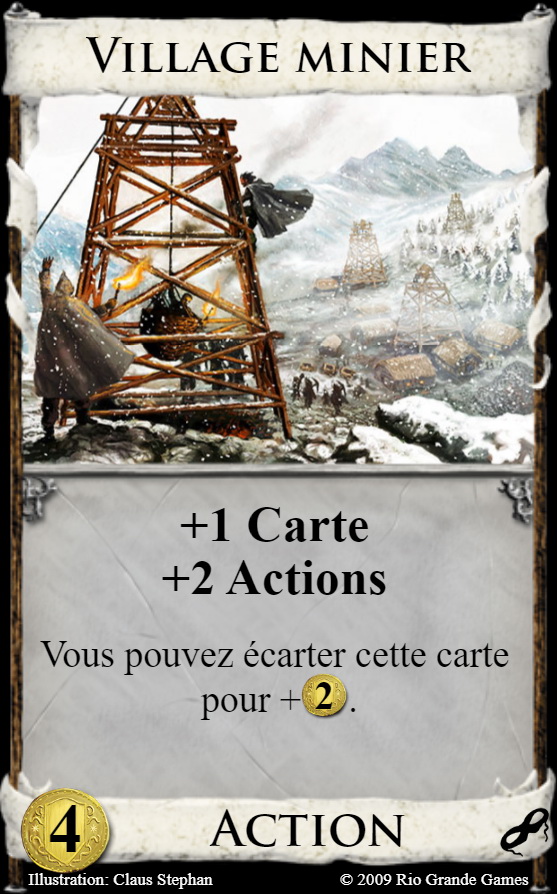 VILLAGE MINIER
+1 Carte
+2 Actions
Vous pouvez écarter cette carte
pour +2.
4 ACTION
Illustration: Claus Stephan © 2009 Rio Grande Games